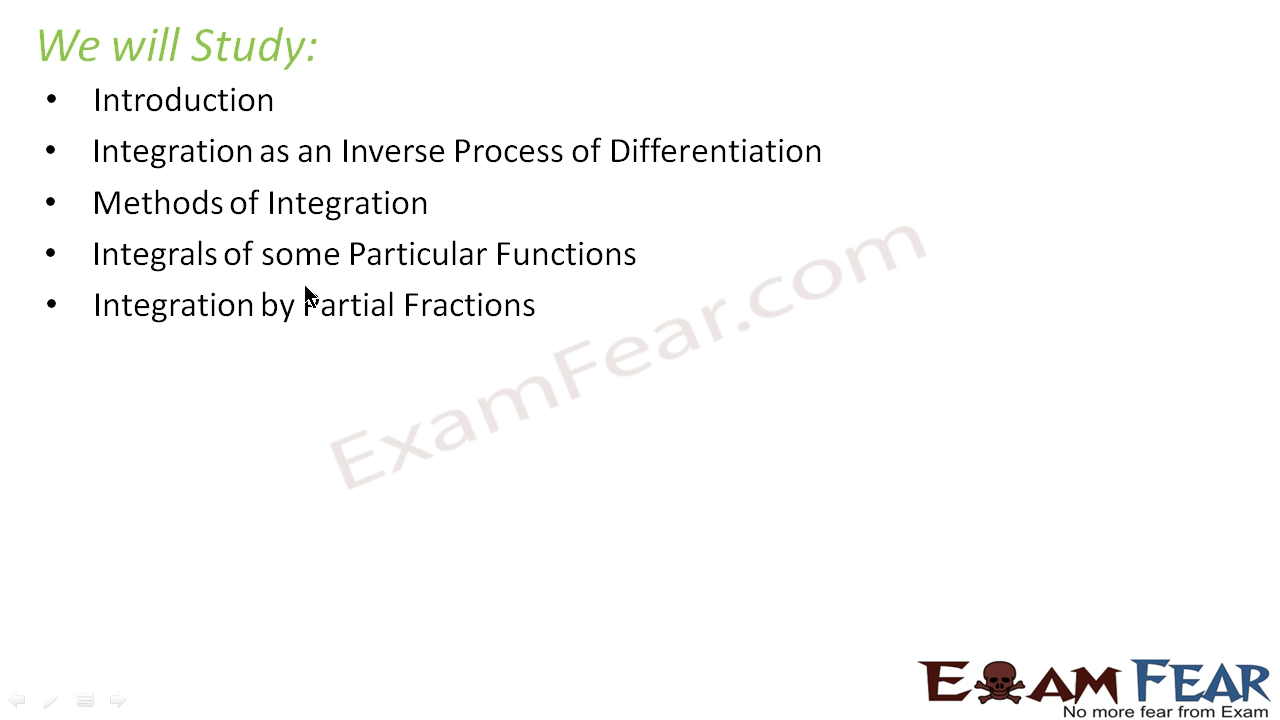 We will Study:
• Introduction
• Integration as an Inverse Process of Differentiation
• Methods of Integration
• Integrals of some Particular Functions
• Integration by Partial Fractions
ExamFear.com
EXAM FEAR
No more fear from Exam